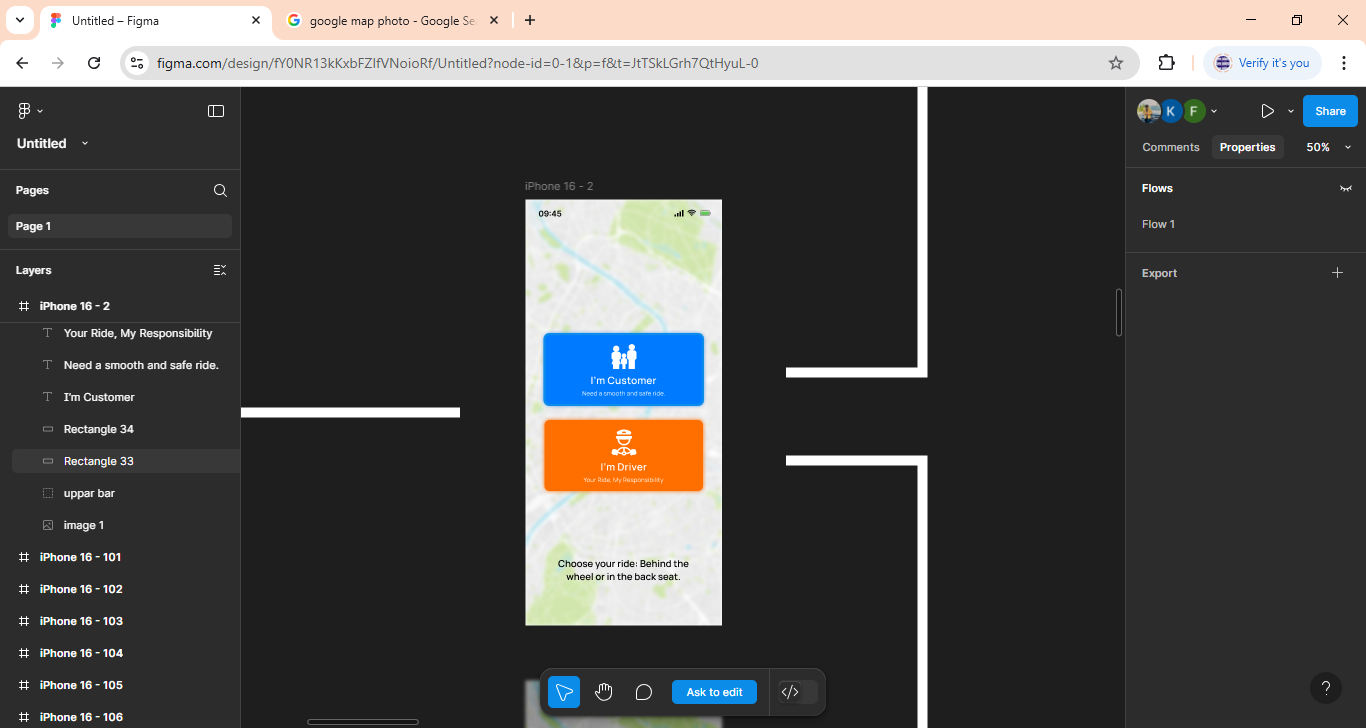 Untitled – Figma
google map photo - Google Se
figma.com/design/fY0NR13kKxbFZIfVNoioRf/Untitled?node-id=0-1&p=f&t=JtTSkLGrh7QtHyuL-0
Verify it's you
Untitled
Pages
Page 1
Layers
iPhone 16 - 2
Your Ride, My Responsibility
Need a smooth and safe ride.
I'm Customer
Rectangle 34
Rectangle 33
uppar bar
image 1
iPhone 16 - 101
iPhone 16 - 102
iPhone 16 - 103
iPhone 16 - 104
iPhone 16 - 105
iPhone 16 - 106
iPhone 16 - 2
09:45
I'm Customer
Need a smooth and safe ride.
I'm Driver
Your Ride, My Responsibility
Choose your ride: Behind the
wheel or in the back seat.
Ask to edit
K
F
Share
Comments
Properties
50%
Flows
Flow 1
Export
?